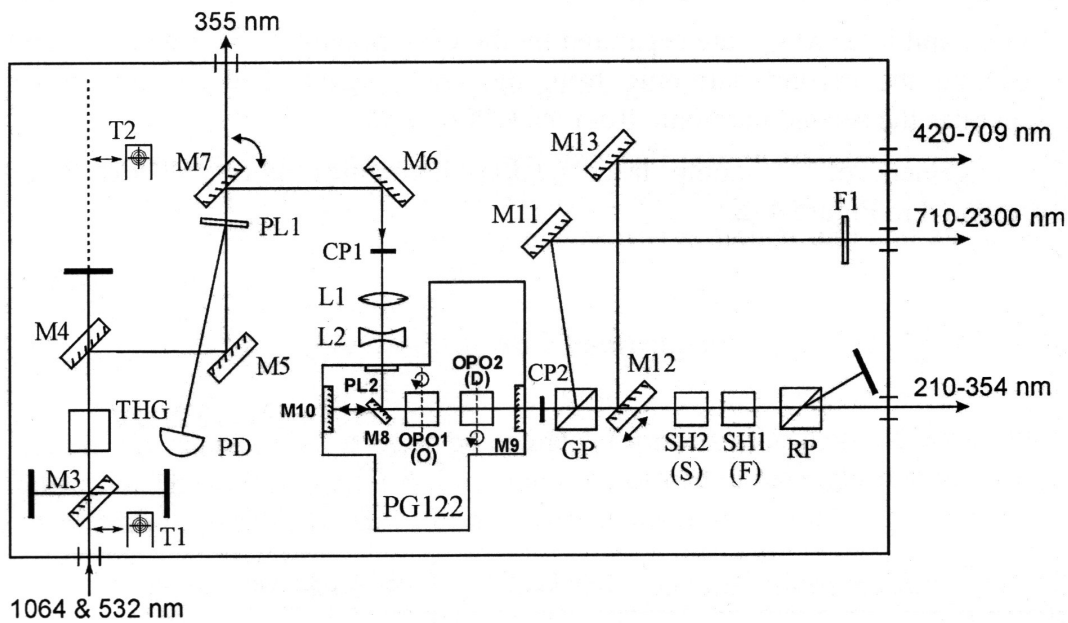 355 nm
T2
M7
M6
M13
420-709 nm
M11
F1
710-2300 nm
PL1
CP1
L1
L2
M4
M5
THG
PD
M3
T1
1064 & 532 nm
PL2
M10
M8
OPO1
(O)
OPO2
(D)
M9
CP2
GP
M12
PG122
SH2
(S)
SH1
(F)
RP
210-354 nm